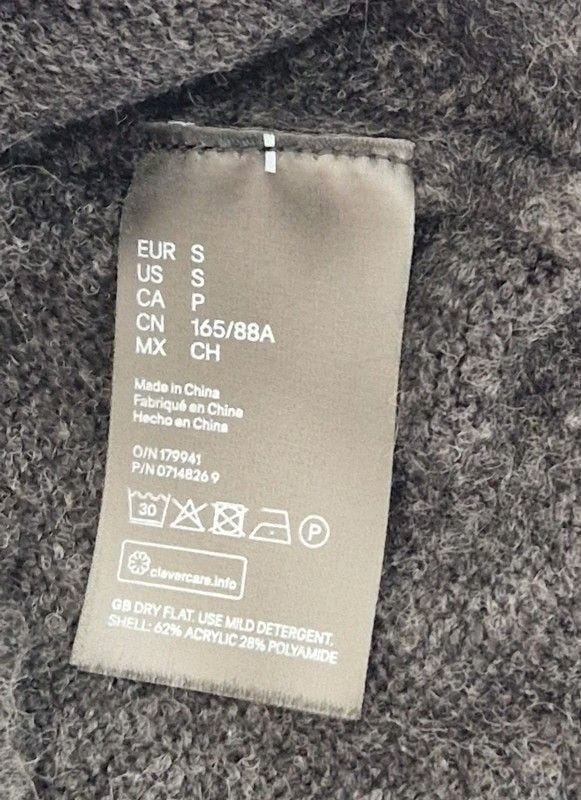 EUR S
US S
CA P
CN 165/88A
MX CH
Made in China
Fabriqué en Chine
Hecho en China
O/N 179941
P/N 0714826 9
30
P
clevercare.info
GB DRY FLAT. USE MILD DETERGENT.
SHELL: 62% ACRYLIC 28% POLYAMIDE